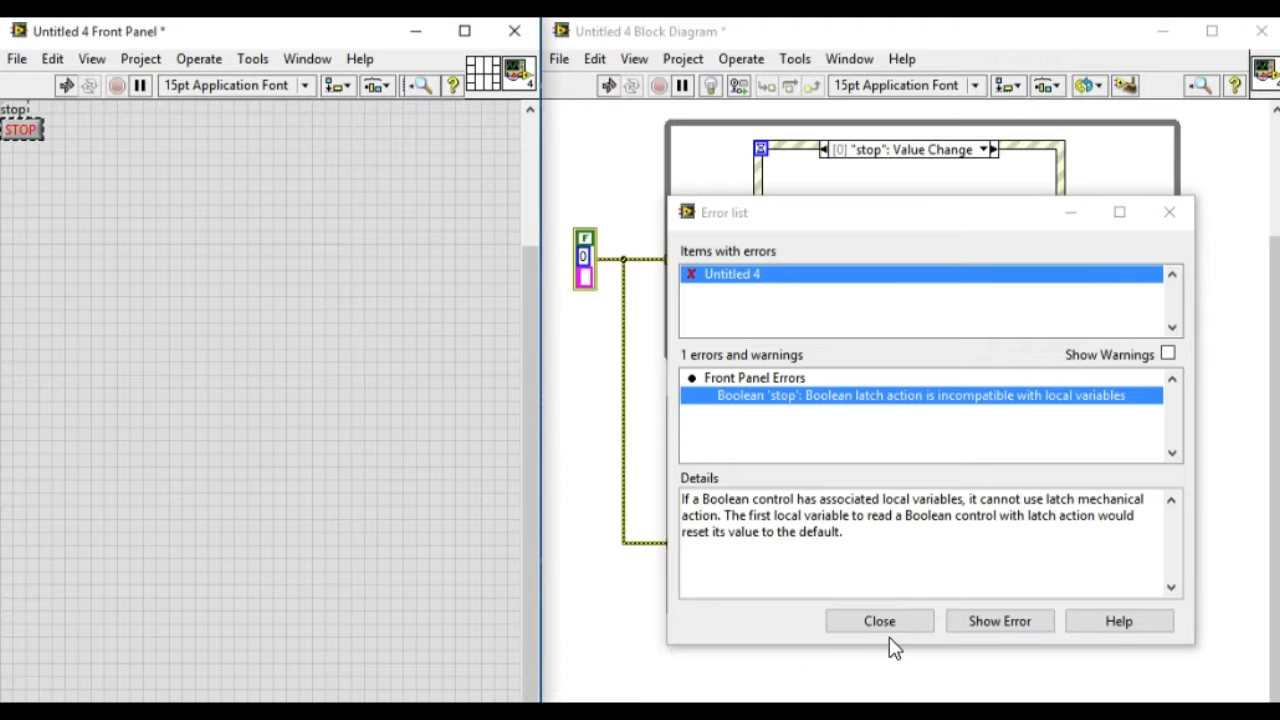 Untitled 4 Front Panel *
File Edit View Project Operate Tools Window Help
15pt Application Font
4
stop
STOP
Untitled 4 Block Diagram *
File Edit View Project Operate Tools Window Help
15pt Application Font
4
[0] "stop": Value Change
F
0
Error list
Items with errors
Untitled 4
1 errors and warnings
Show Warnings
Front Panel Errors
Boolean 'stop': Boolean latch action is incompatible with local variables
Details
If a Boolean control has associated local variables, it cannot use latch mechanical
action. The first local variable to read a Boolean control with latch action would
reset its value to the default.
Close Show Error Help